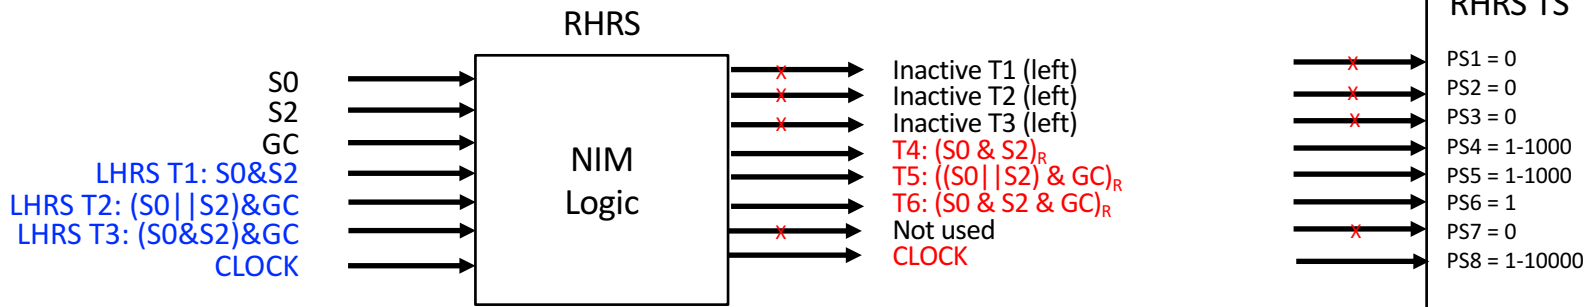 RHRS TS
RHRS
S0
S2
GC
LHRS T1: S0&S2
LHRS T2: (S0||S2)&GC
LHRS T3: (S0&S2)&GC
CLOCK
NIM
Logic
x
x
x
x
Inactive T1 (left)
Inactive T2 (left)
Inactive T3 (left)
T4: (S0 & S2)R
T5: ((S0||S2) & GC)R
T6: (S0 & S2 & GC)R
Not used
CLOCK
x
x
x
x
PS1 = 0
PS2 = 0
PS3 = 0
PS4 = 1-1000
PS5 = 1-1000
PS6 = 1
PS7 = 0
PS8 = 1-10000